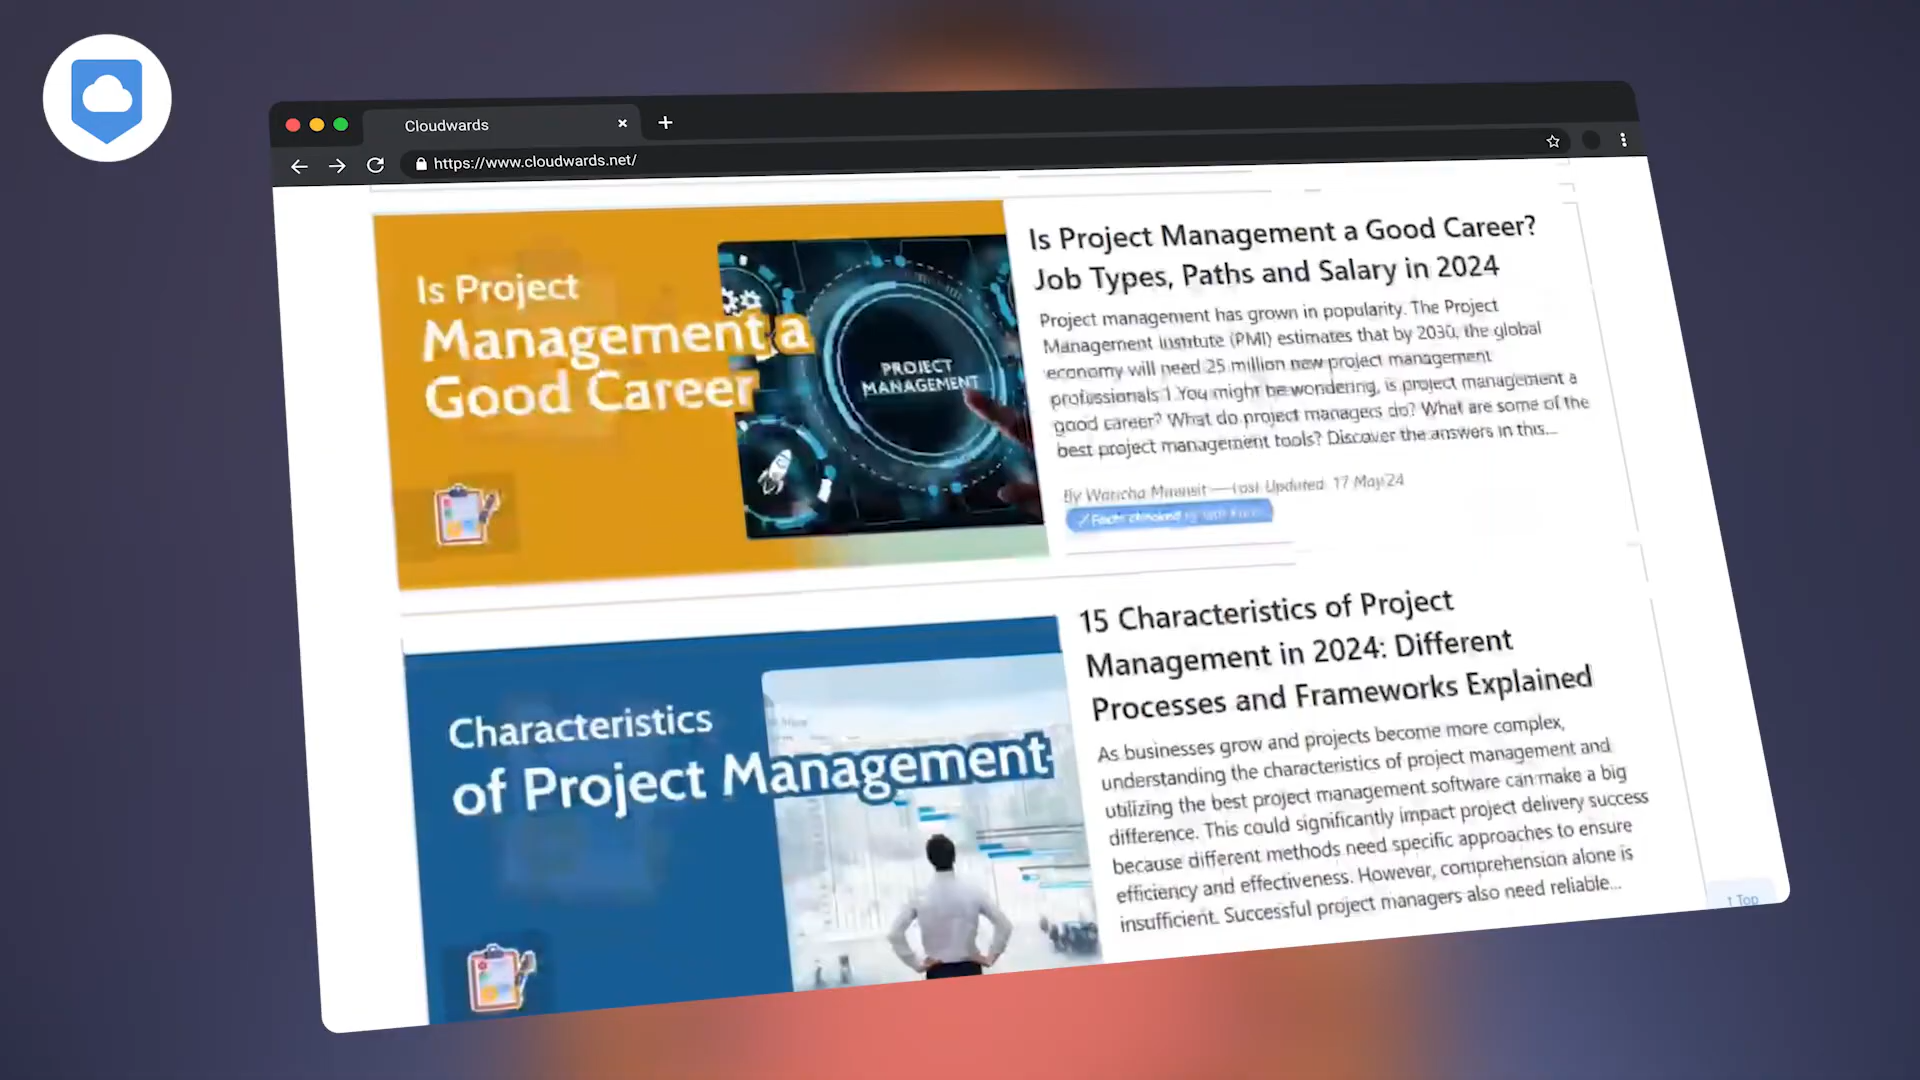 Cloudwards
https://www.cloudwards.net/
Is Project
Management a
Good Career
PROJECT
MANAGEMENT
Is Project Management a Good Career?
Job Types, Paths and Salary in 2024
Project management has grown in popularity. The Project
Management Institute (PMI) estimates that by 2030, the global
economy will need 25 million new project management
professionals 1 You might be wondering, is project management a
good career? What do project managers do? What are some of the
best project management tools? Discover the answers in this...
By — Last Updated: 17 May'24
Facts checked by
Characteristics
of Project Management
15 Characteristics of Project
Management in 2024: Different
Processes and Frameworks Explained
As businesses grow and projects become more complex,
understanding the characteristics of project management and
utilizing the best project management software can make a big
difference. This could significantly impact project delivery success
because different methods need specific approaches to ensure
efficiency and effectiveness. However, comprehension alone is
insufficient. Successful project managers also need reliable...
↑ Top